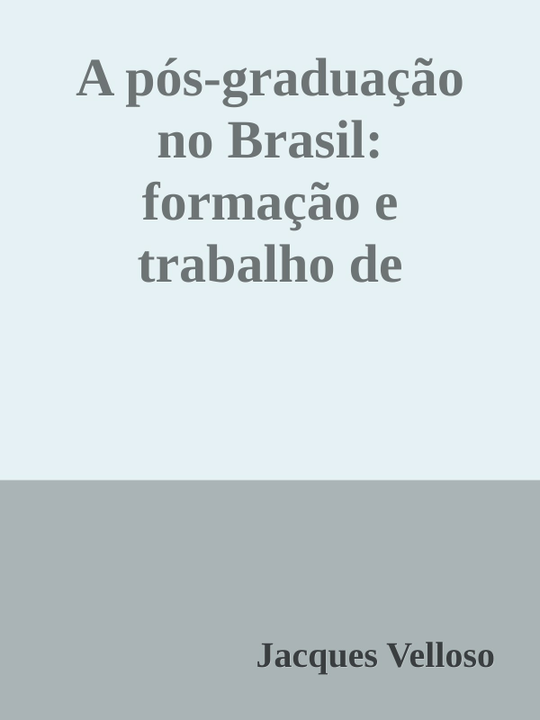 A pós-graduação
no Brasil:
formação e
trabalho de
Jacques Velloso